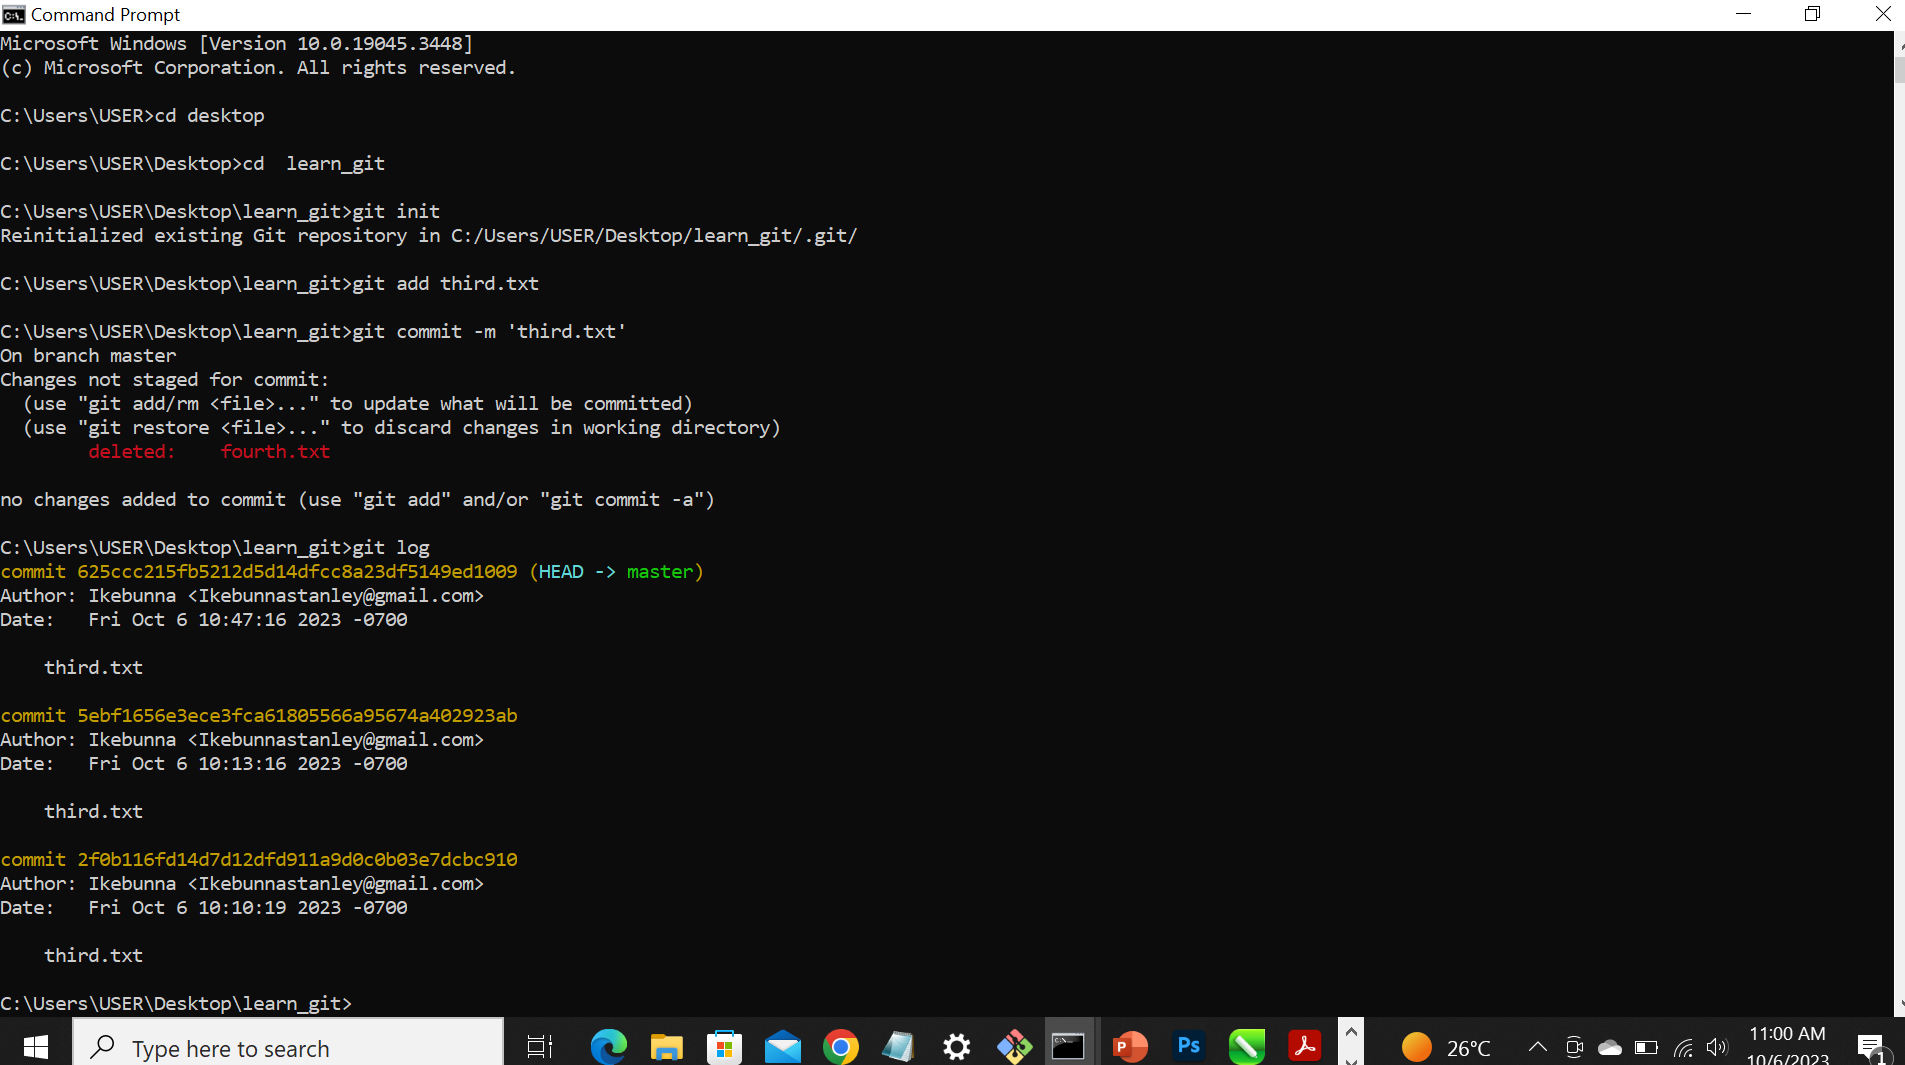 Command Prompt
Microsoft Windows [Version 10.0.19045.3448]
(c) Microsoft Corporation. All rights reserved.
C:\Users\USER>cd desktop
C:\Users\USER\Desktop>cd  learn_git
C:\Users\USER\Desktop\learn_git>git init
Reinitialized existing Git repository in C:/Users/USER/Desktop/learn_git/.git/
C:\Users\USER\Desktop\learn_git>git add third.txt
C:\Users\USER\Desktop\learn_git>git commit -m 'third.txt'
On branch master
Changes not staged for commit:
  (use "git add/rm <file>..." to update what will be committed)
  (use "git restore <file>..." to discard changes in working directory)
        deleted:    fourth.txt
no changes added to commit (use "git add" and/or "git commit -a")
C:\Users\USER\Desktop\learn_git>git log
commit 625ccc215fb5212d5d14dfcc8a23df5149ed1009 (HEAD -> master)
Author: Ikebunna <Ikebunnastanley@gmail.com>
Date:   Fri Oct 6 10:47:16 2023 -0700
    third.txt
commit 5ebf1656e3ece3fca61805566a95674a402923ab
Author: Ikebunna <Ikebunnastanley@gmail.com>
Date:   Fri Oct 6 10:13:16 2023 -0700
    third.txt
commit 2f0b116fd14d7d12dfd911a9d0c0b03e7dcbc910
Author: Ikebunna <Ikebunnastanley@gmail.com>
Date:   Fri Oct 6 10:10:19 2023 -0700
    third.txt
C:\Users\USER\Desktop\learn_git>
Type here to search
Ps
26°C
11:00 AM
10/6/2023
1